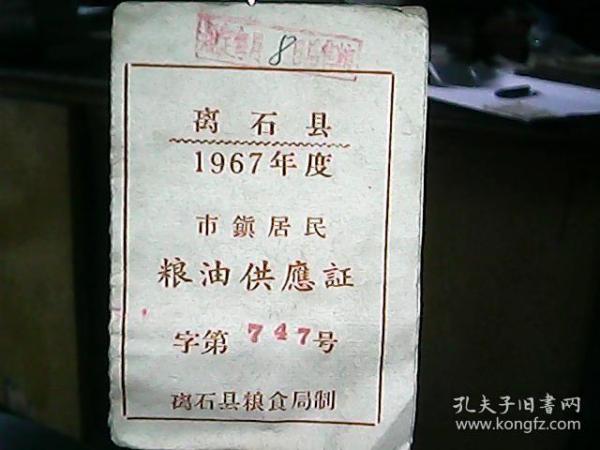 8
离石县
1967年度
市鎮居民
粮油供應証
字第747号
离石县粮食局制
孔夫子旧書网
www.kongfz.com